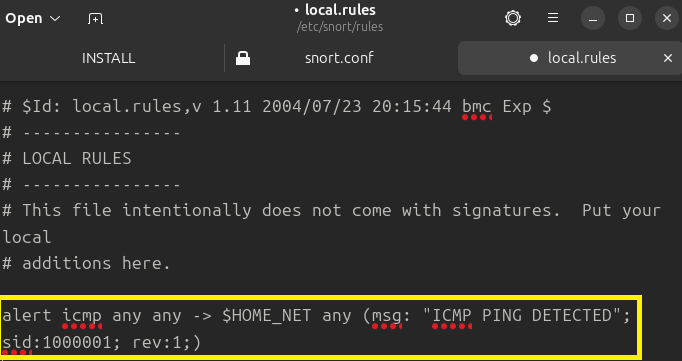 Open
• local.rules
/etc/snort/rules
INSTALL
snort.conf
local.rules
# $Id: local.rules,v 1.11 2004/07/23 20:15:44 bmc Exp $
# ----------------
# LOCAL RULES
# ----------------
# This file intentionally does not come with signatures.  Put your
local
# additions here.
alert icmp any any -> $HOME_NET any (msg: "ICMP PING DETECTED";
sid:1000001; rev:1;)